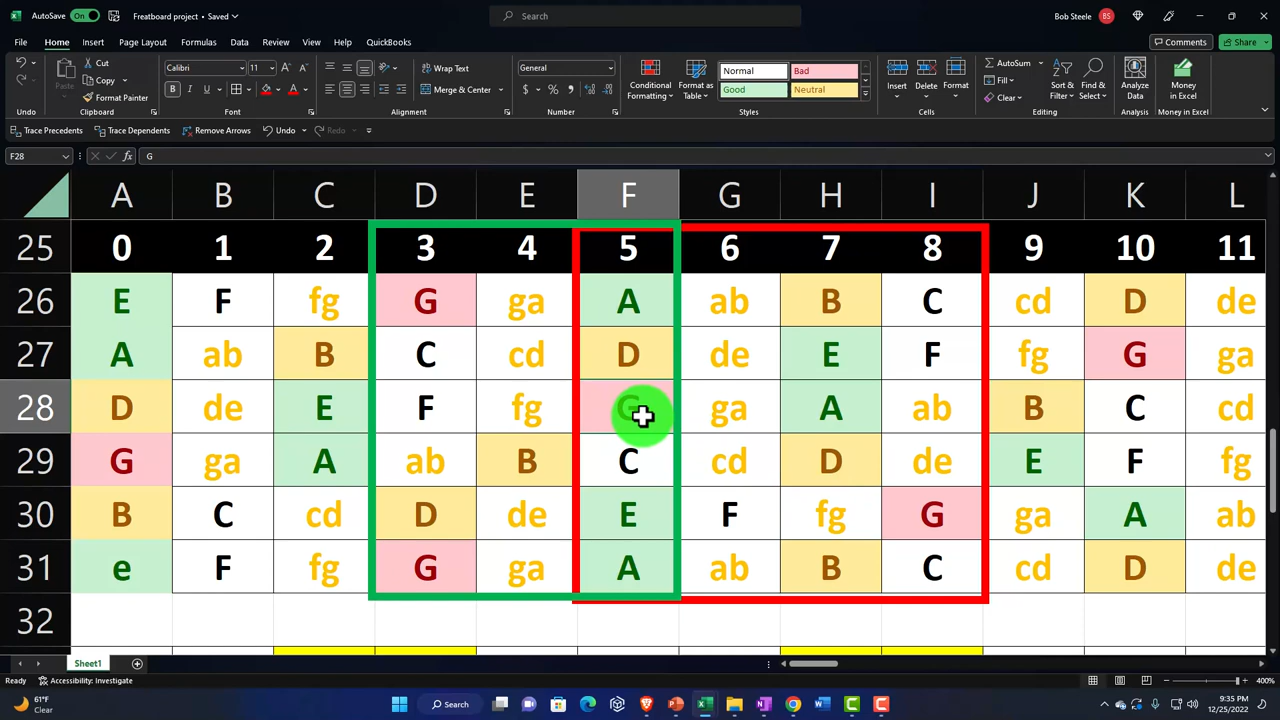 AutoSave On Freatboard project • Saved Search Bob Steele BS
File Home Insert Page Layout Formulas Data Review View Help QuickBooks Comments Share
Paste Cut Copy Format Painter Calibri 11 B I U Wrap Text Merge & Center General $ % Conditional Formatting Format as Table Normal Bad Good Neutral Insert Delete Format AutoSum Fill Clear Sort & Filter Find & Select Analyze Data Money in Excel
Undo Clipboard Font Alignment Number Styles Cells Editing Analysis Money in Excel
Trace Precedents Trace Dependents Remove Arrows Undo Redo
F28 fx G
A B C D E F G H I J K L
25 0 1 2 3 4 5 6 7 8 9 10 11
26 E F fg G ga A ab B C cd D de
27 A ab B C cd D de E F fg G ga
28 D de E F fg G ga A ab B C cd
29 G ga A ab B C cd D de E F fg
30 B C cd D de E F fg G ga A ab
31 e F fg G ga A ab B C cd D de
32
Sheet1
Ready Accessibility: Investigate 400%
61°F
Clear
Search
9:35 PM
12/25/2022